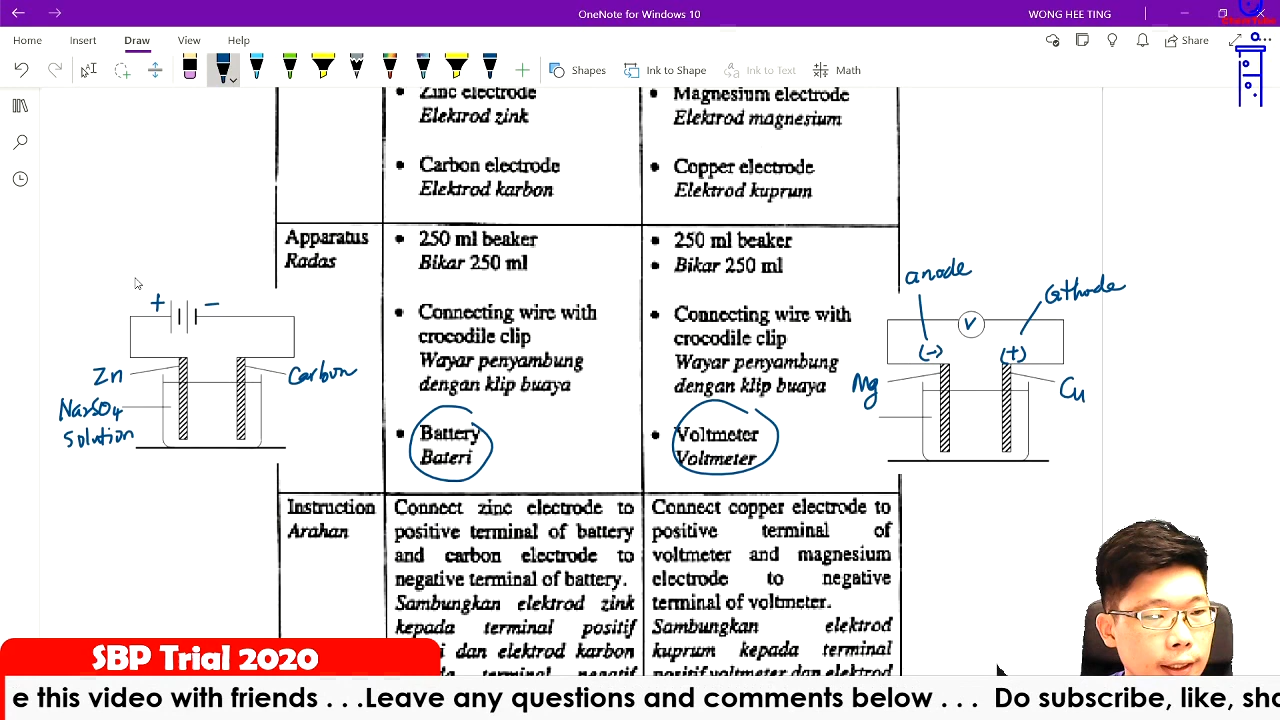 OneNote for Windows 10
WONG HEE TING
Home
Insert
Draw
View
Help
Share
Shapes
Ink to Shape
Ink to Text
Math
Zinc electrode
Elektrod zink
Carbon electrode
Elektrod karbon
Magnesium electrode
Elektrod magnesium
Copper electrode
Elektrod kuprum
Apparatus
Radas
250 ml beaker
Bikar 250 ml
Connecting wire with
crocodile clip
Wayar penyambung
dengan klip buaya
Battery
Bateri
250 ml beaker
Bikar 250 ml
Connecting wire with
crocodile clip
Wayar penyambung
dengan klip buaya
Voltmeter
Voltmeter
+ −
Zn
Carbon
Na2SO4
solution
anode
cathode
V
(−) (+)
Mg
Cu
Instruction
Arahan
Connect zinc electrode to
positive terminal of battery
and carbon electrode to
negative terminal of battery.
Sambungkan elektrod zink
kepada terminal positif
dan elektrod karbon
terminal negatif
Connect copper electrode to
positive terminal of
voltmeter and magnesium
electrode to negative
terminal of voltmeter.
Sambungkan elektrod
kuprum kepada terminal
positif voltmeter dan elektrod
SBP Trial 2020
e this video with friends . . .Leave any questions and comments below . . . Do subscribe, like, sha